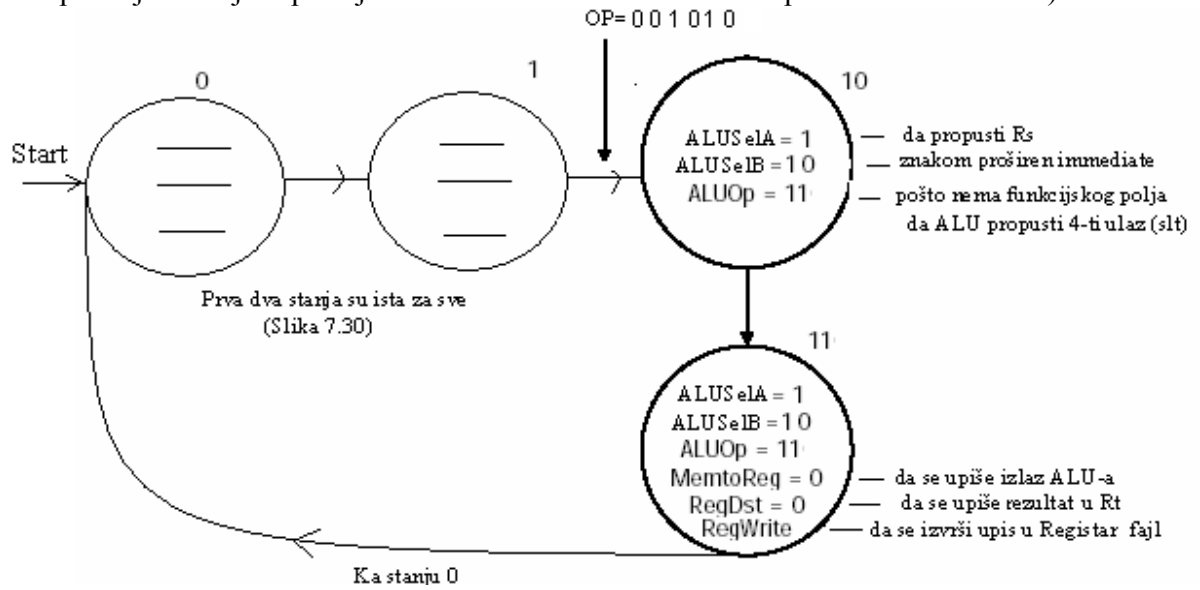 OP= 0 0 1 0 1 0
0
1
10
Start
ALUSelA = 1
— da propusti Rs
ALUSelB = 1 0
— znakom proširen immediate
ALUOp = 11
— pošto nema funkcijskog polja
da ALU propusti 4-ti ulaz (slt)
Prva dva stanja su ista za sve
(Slika 7.30)
11
ALUSelA = 1
ALUSelB = 1 0
ALUOp = 11
MemtoReg = 0
— da se upiše izlaz ALU-a
RegDst = 0
— da se upiše rezultat u Rt
RegWrite
— da se izvrši upis u Registar fajl
Ka stanju 0